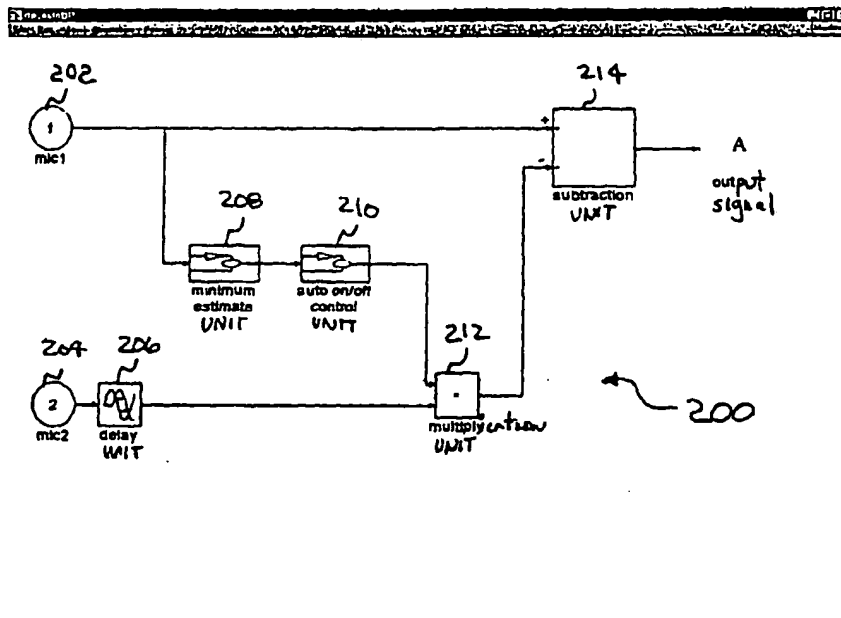 202
1
mic1
214
+
-
subtraction
UNIT
A
output
signal
208
minimum
estimate
UNIT
210
auto on/off
control
UNIT
204
2
mic2
206
delay
UNIT
212
multiplycation
UNIT
200